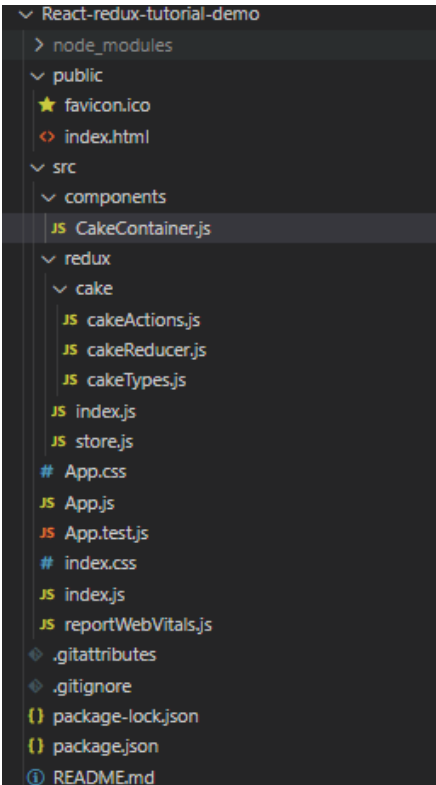 React-redux-tutorial-demo
node_modules
public
favicon.ico
<> index.html
src
components
JS CakeContainer.js
redux
cake
JS cakeActions.js
JS cakeReducer.js
JS cakeTypes.js
JS index.js
JS store.js
# App.css
JS App.js
JS App.test.js
# index.css
JS index.js
JS reportWebVitals.js
.gitattributes
.gitignore
{} package-lock.json
{} package.json
README.md